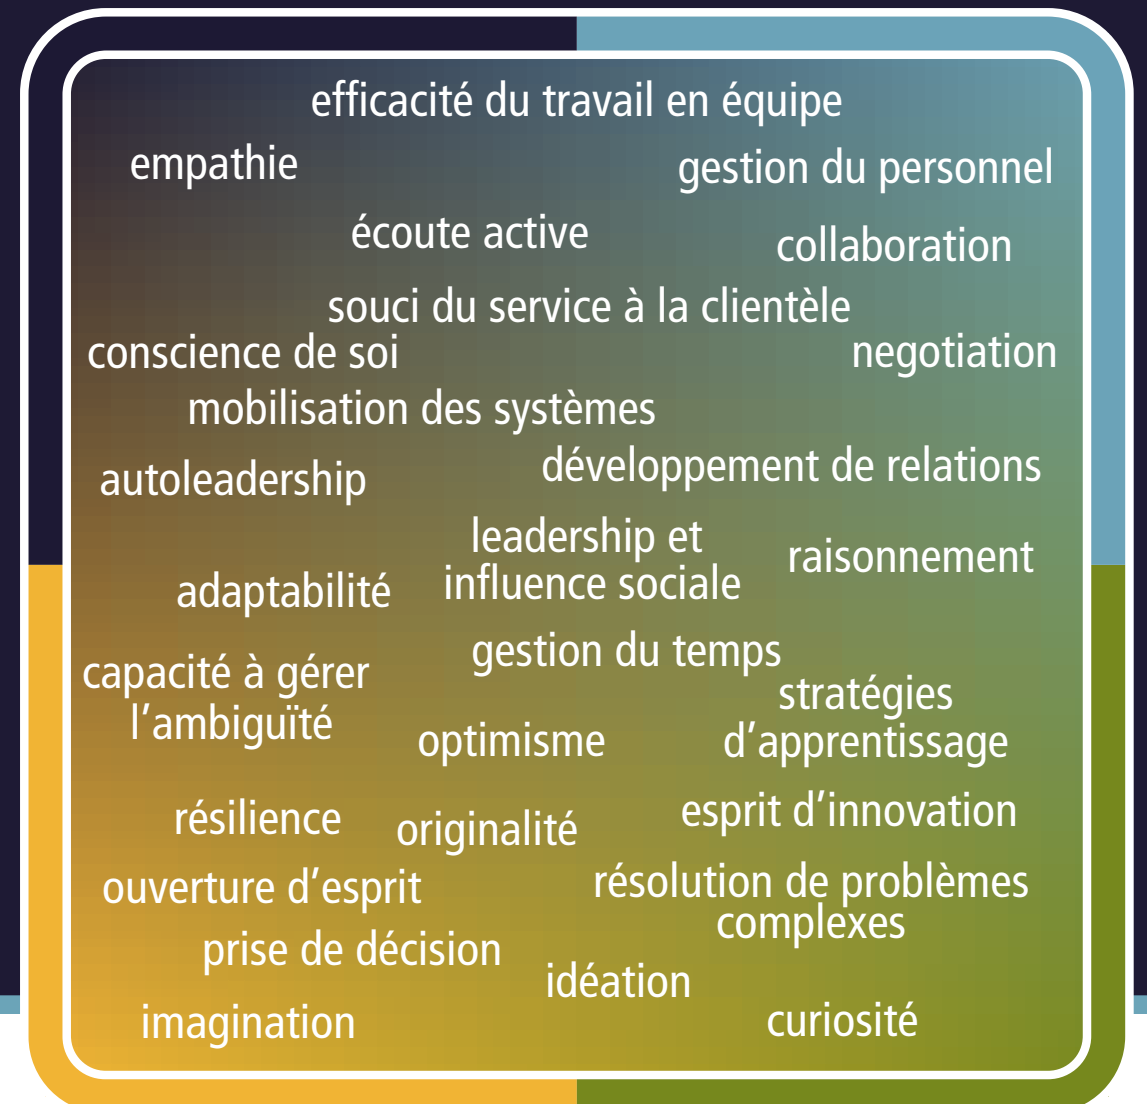 efficacité du travail en équipe
empathie
gestion du personnel
écoute active
collaboration
souci du service à la clientèle
conscience de soi
negotiation
mobilisation des systèmes
autoleadership
développement de relations
leadership et
influence sociale
raisonnement
adaptabilité
gestion du temps
capacité à gérer
l’ambiguïté
stratégies
d’apprentissage
optimisme
résilience
originalité
esprit d’innovation
ouverture d’esprit
résolution de problèmes
complexes
prise de décision
idéation
imagination
curiosité